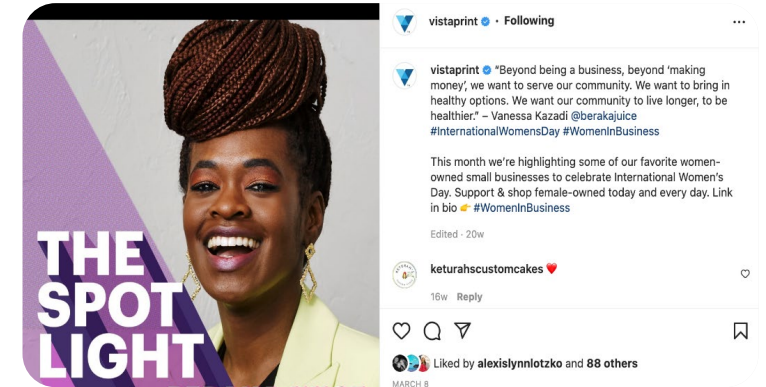 THE
SPOT
LIGHT
vistaprint • Following
vistaprint “Beyond being a business, beyond ‘making
money’, we want to serve our community. We want to bring in
healthy options. We want our community to live longer, to be
healthier.” – Vanessa Kazadi @berakajuice
#InternationalWomensDay #WomenInBusiness
This month we’re highlighting some of our favorite women-
owned small businesses to celebrate International Women’s
Day. Support & shop female-owned today and every day. Link
in bio 👉 #WomenInBusiness
Edited · 20w
keturahscustomcakes ❤️
16w Reply
Liked by alexislynnlotzko and 88 others
MARCH 8